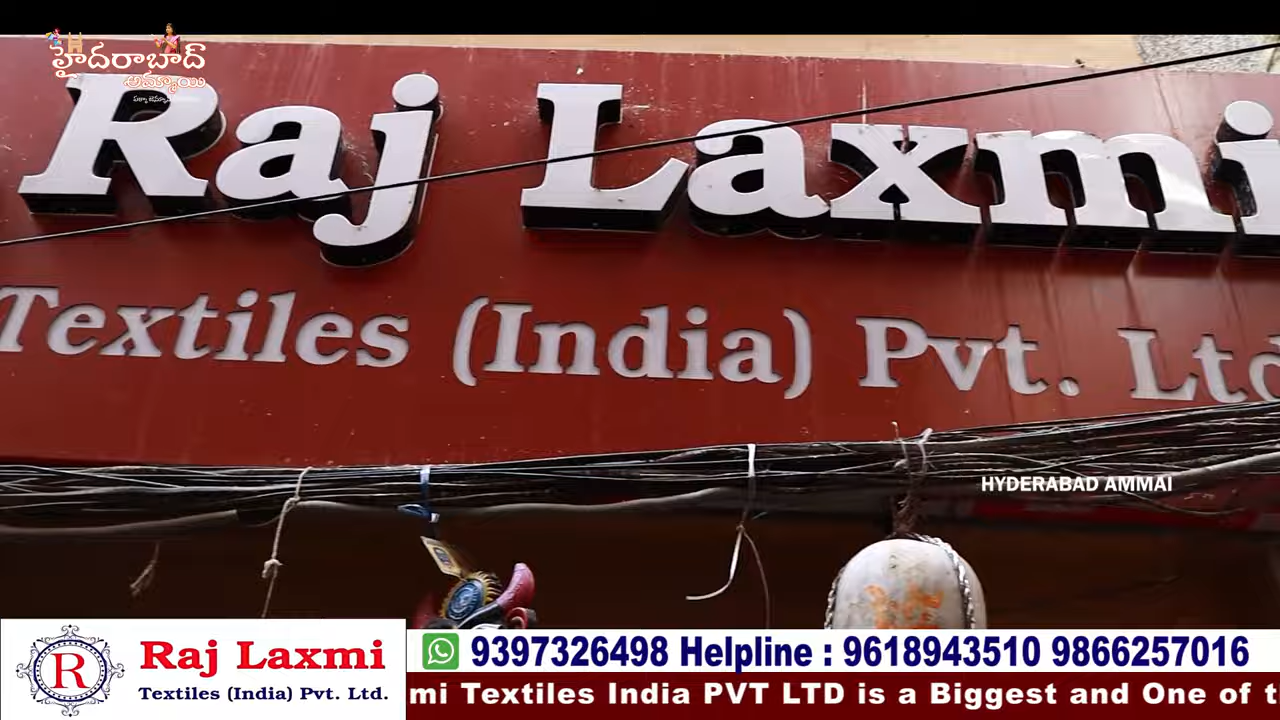 హైదరాబాద్
అమ్మాయి
Raj Laxmi
Textiles (India) Pvt. Ltd
HYDERABAD AMMAI
R
Raj Laxmi
Textiles (India) Pvt. Ltd.
9397326498 Helpline : 9618943510 9866257016
mi Textiles India PVT LTD is a Biggest and One of t